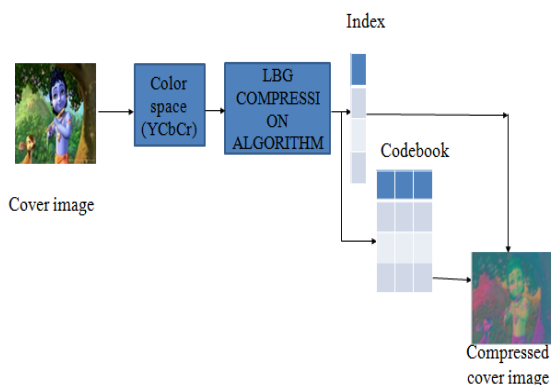 Index
Color
space
(YCbCr)
LBG
COMPRESSI
ON
ALGORITHM
Codebook
Cover image
Compressed
cover image